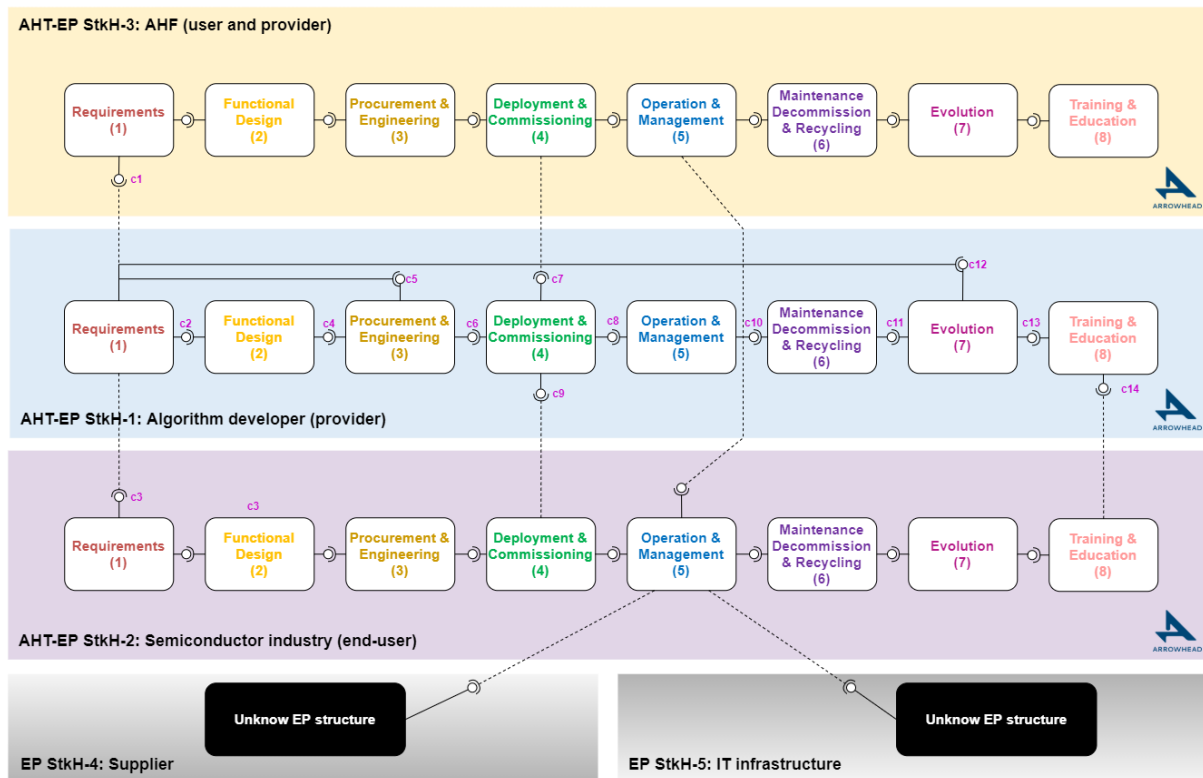 AHT-EP StkH-3: AHF (user and provider)
Requirements
(1)
Functional
Design
(2)
Procurement &
Engineering
(3)
Deployment &
Commissioning
(4)
Operation &
Management
(5)
Maintenance
Decommission
& Recycling
(6)
Evolution
(7)
Training &
Education
(8)
c1
ARROWHEAD
c12
c5
c7
Requirements
(1)
c2
Functional
Design
(2)
c4
Procurement &
Engineering
(3)
c6
Deployment &
Commissioning
(4)
c8
Operation &
Management
(5)
c10
Maintenance
Decommission
& Recycling
(6)
c11
Evolution
(7)
c13
Training &
Education
(8)
c9
c14
AHT-EP StkH-1: Algorithm developer (provider)
ARROWHEAD
c3
c3
Requirements
(1)
Functional
Design
(2)
Procurement &
Engineering
(3)
Deployment &
Commissioning
(4)
Operation &
Management
(5)
Maintenance
Decommission
& Recycling
(6)
Evolution
(7)
Training &
Education
(8)
AHT-EP StkH-2: Semiconductor industry (end-user)
ARROWHEAD
Unknow EP structure
EP StkH-4: Supplier
Unknow EP structure
EP StkH-5: IT infrastructure